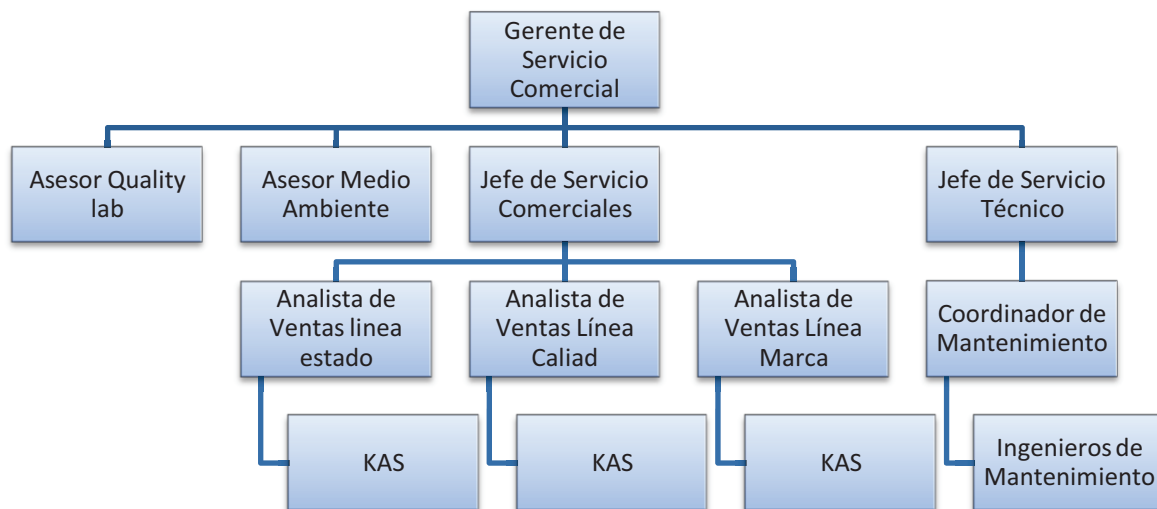 Gerente de
Servicio
Comercial
Asesor Quality
lab
Asesor Medio
Ambiente
Jefe de Servicio
Comerciales
Jefe de Servicio
Técnico
Analista de
Ventas linea
estado
Analista de
Ventas Línea
Caliad
Analista de
Ventas Línea
Marca
Coordinador de
Mantenimiento
KAS
KAS
KAS
Ingenieros de
Mantenimiento